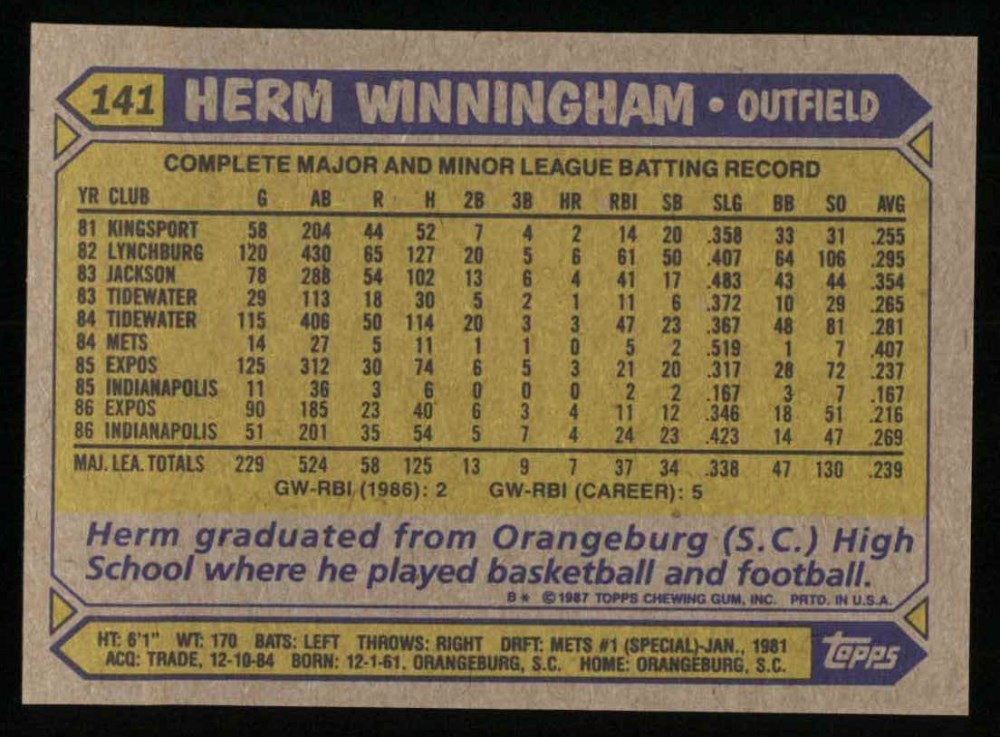 141 HERM WINNINGHAM • OUTFIELD
COMPLETE MAJOR AND MINOR LEAGUE BATTING RECORD
YR CLUB G AB R H 2B 3B HR RBI SB SLG BB SO AVG
81 KINGSPORT 58 204 44 52 7 4 2 14 20 .358 33 31 .255
82 LYNCHBURG 120 430 65 127 20 5 6 61 50 .407 64 106 .295
83 JACKSON 78 288 54 102 13 6 4 41 17 .483 43 44 .354
83 TIDEWATER 29 113 18 30 5 2 1 11 6 .372 10 29 .265
84 TIDEWATER 115 406 50 114 20 3 3 47 23 .367 48 81 .281
84 METS 14 27 5 11 1 1 0 5 2 .519 1 7 .407
85 EXPOS 125 312 30 74 6 5 3 21 20 .317 28 72 .237
85 INDIANAPOLIS 11 36 3 6 0 0 0 2 2 .167 3 7 .167
86 EXPOS 90 185 23 40 6 3 4 11 12 .346 18 51 .216
86 INDIANAPOLIS 51 201 35 54 5 7 4 24 23 .423 14 47 .269
MAJ. LEA. TOTALS 229 524 58 125 13 9 7 37 34 .338 47 130 .239
GW-RBI (1986): 2 GW-RBI (CAREER): 5
Herm graduated from Orangeburg (S.C.) High
School where he played basketball and football.
B* ©1987 TOPPS CHEWING GUM, INC. PRTD. IN U.S.A.
HT: 6'1" WT: 170 BATS: LEFT THROWS: RIGHT DRFT: METS #1 (SPECIAL)-JAN., 1981
ACQ: TRADE, 12-10-84 BORN: 12-1-61, ORANGEBURG, S.C. HOME: ORANGEBURG, S.C.
Topps